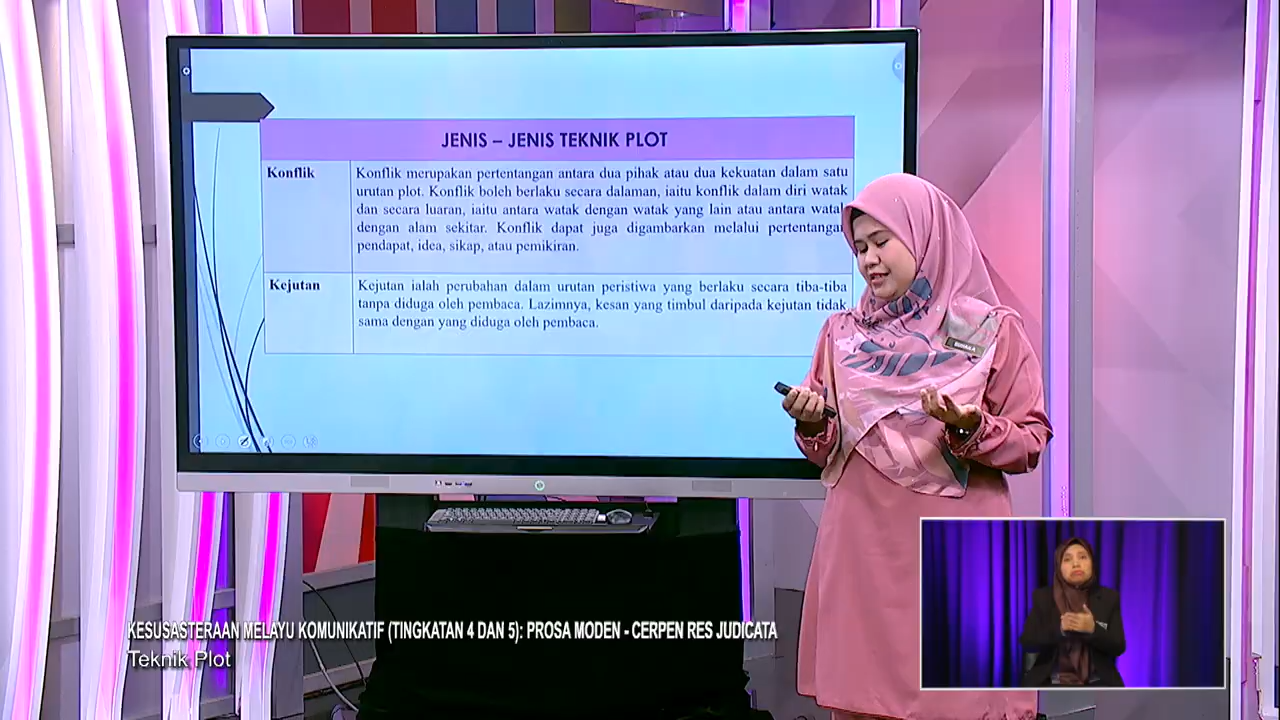 JENIS – JENIS TEKNIK PLOT
Konflik
Konflik merupakan pertentangan antara dua pihak atau dua kekuatan dalam satu
urutan plot. Konflik boleh berlaku secara dalaman, iaitu konflik dalam diri watak
dan secara luaran, iaitu antara watak dengan watak yang lain atau antara watak
dengan alam sekitar. Konflik dapat juga digambarkan melalui pertentangan
pendapat, idea, sikap, atau pemikiran.
Kejutan
Kejutan ialah perubahan dalam urutan peristiwa yang berlaku secara tiba-tiba
tanpa diduga oleh pembaca. Lazimnya, kesan yang timbul daripada kejutan tidak
sama dengan yang diduga oleh pembaca.
KESUSASTERAAN MELAYU KOMUNIKATIF (TINGKATAN 4 DAN 5): PROSA MODEN - CERPEN RES JUDICATA
Teknik Plot